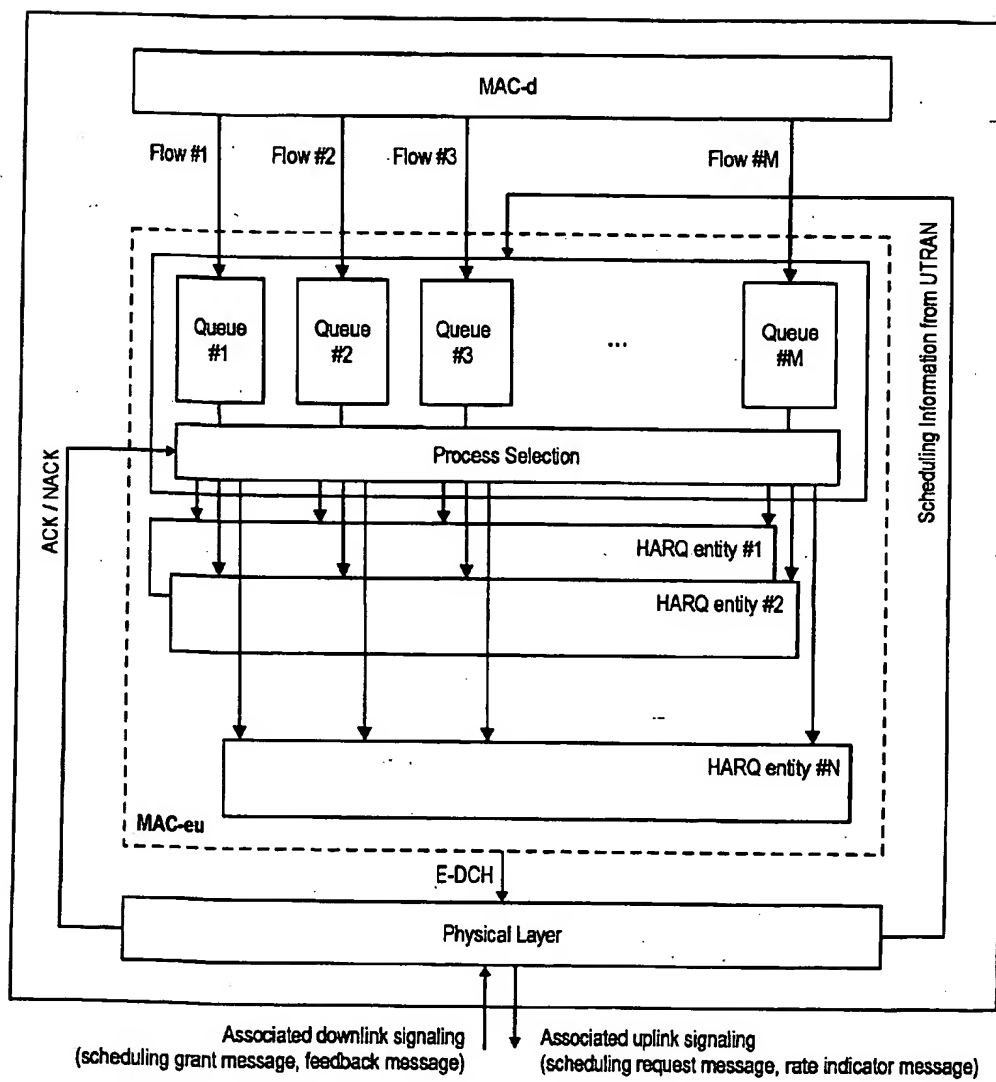 MAC-d
Flow #1
Flow #2
Flow #3
Flow #M
Queue
#1
Queue
#2
Queue
#3
...
Queue
#M
Process Selection
ACK / NACK
Scheduling Information from UTRAN
HARQ entity #1
HARQ entity #2
HARQ entity #N
MAC-eu
E-DCH
Physical Layer
Associated downlink signaling
(scheduling grant message, feedback message)
Associated uplink signaling
(scheduling request message, rate indicator message)